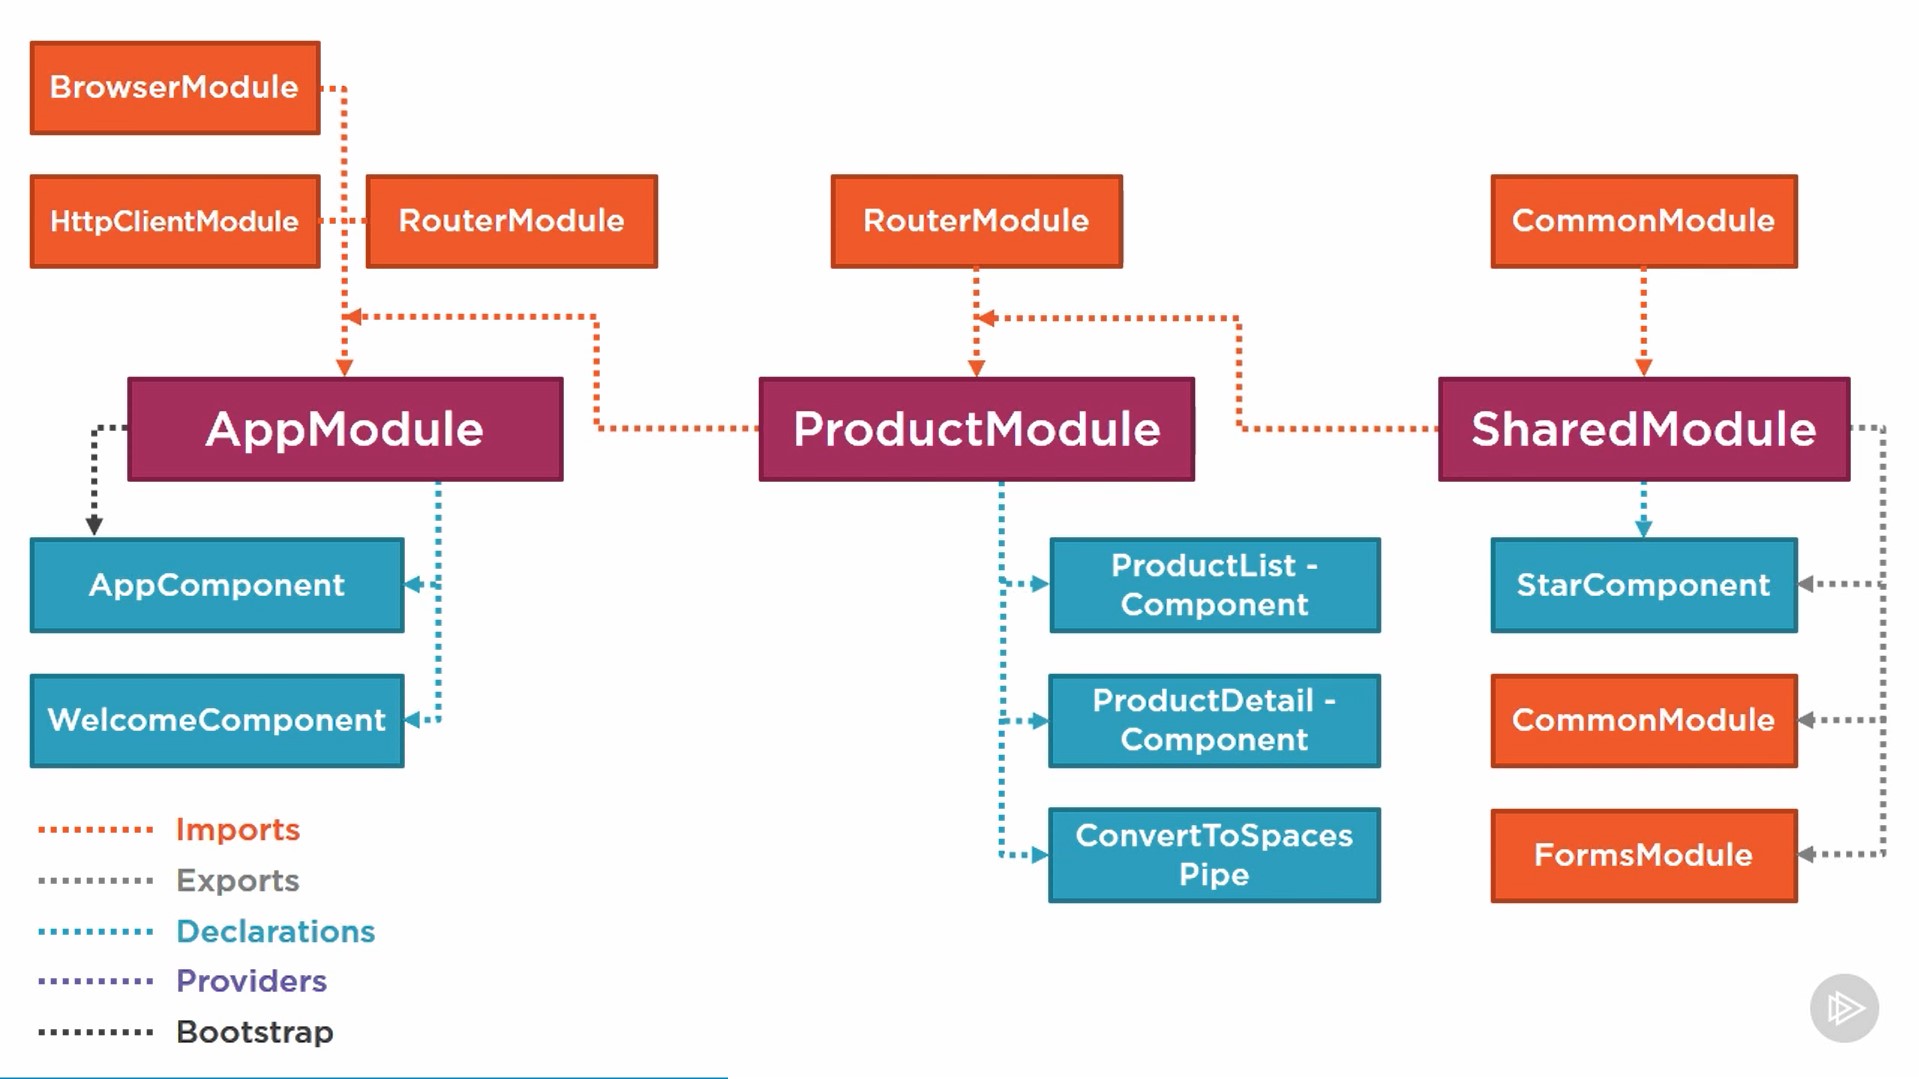 BrowserModule
HttpClientModule
RouterModule
RouterModule
CommonModule
AppModule
ProductModule
SharedModule
AppComponent
ProductList -
Component
StarComponent
WelcomeComponent
ProductDetail -
Component
CommonModule
ConvertToSpaces
Pipe
FormsModule
Imports
Exports
Declarations
Providers
Bootstrap